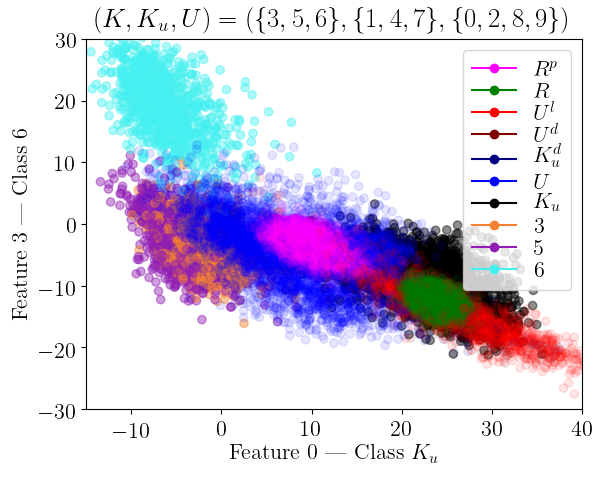 (K, K_u, U) = ({3, 5, 6}, {1, 4, 7}, {0, 2, 8, 9})
30
20
10
0
−10
−20
−30
Feature 3 — Class 6
R^p
R
U^l
U^d
K_u^d
U
K_u
3
5
6
−10
0
10
20
30
40
Feature 0 — Class K_u